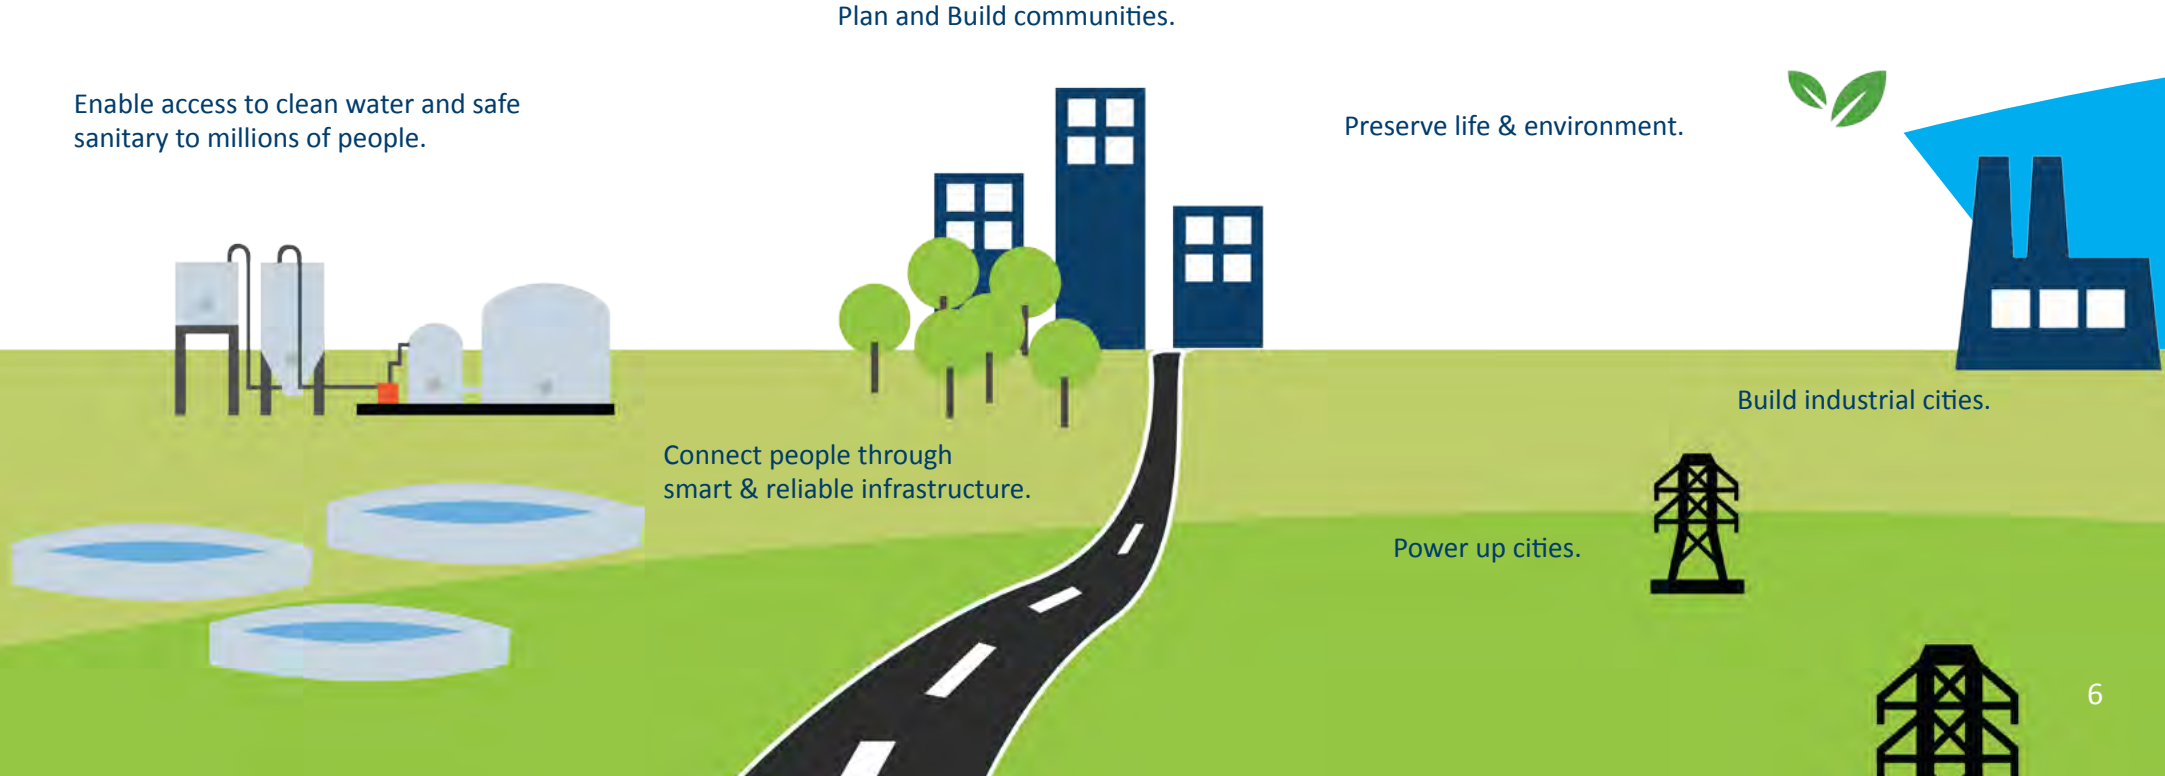 Plan and Build communities.
Enable access to clean water and safe
sanitary to millions of people.
Preserve life & environment.
Build industrial cities.
Connect people through
smart & reliable infrastructure.
Power up cities.
6